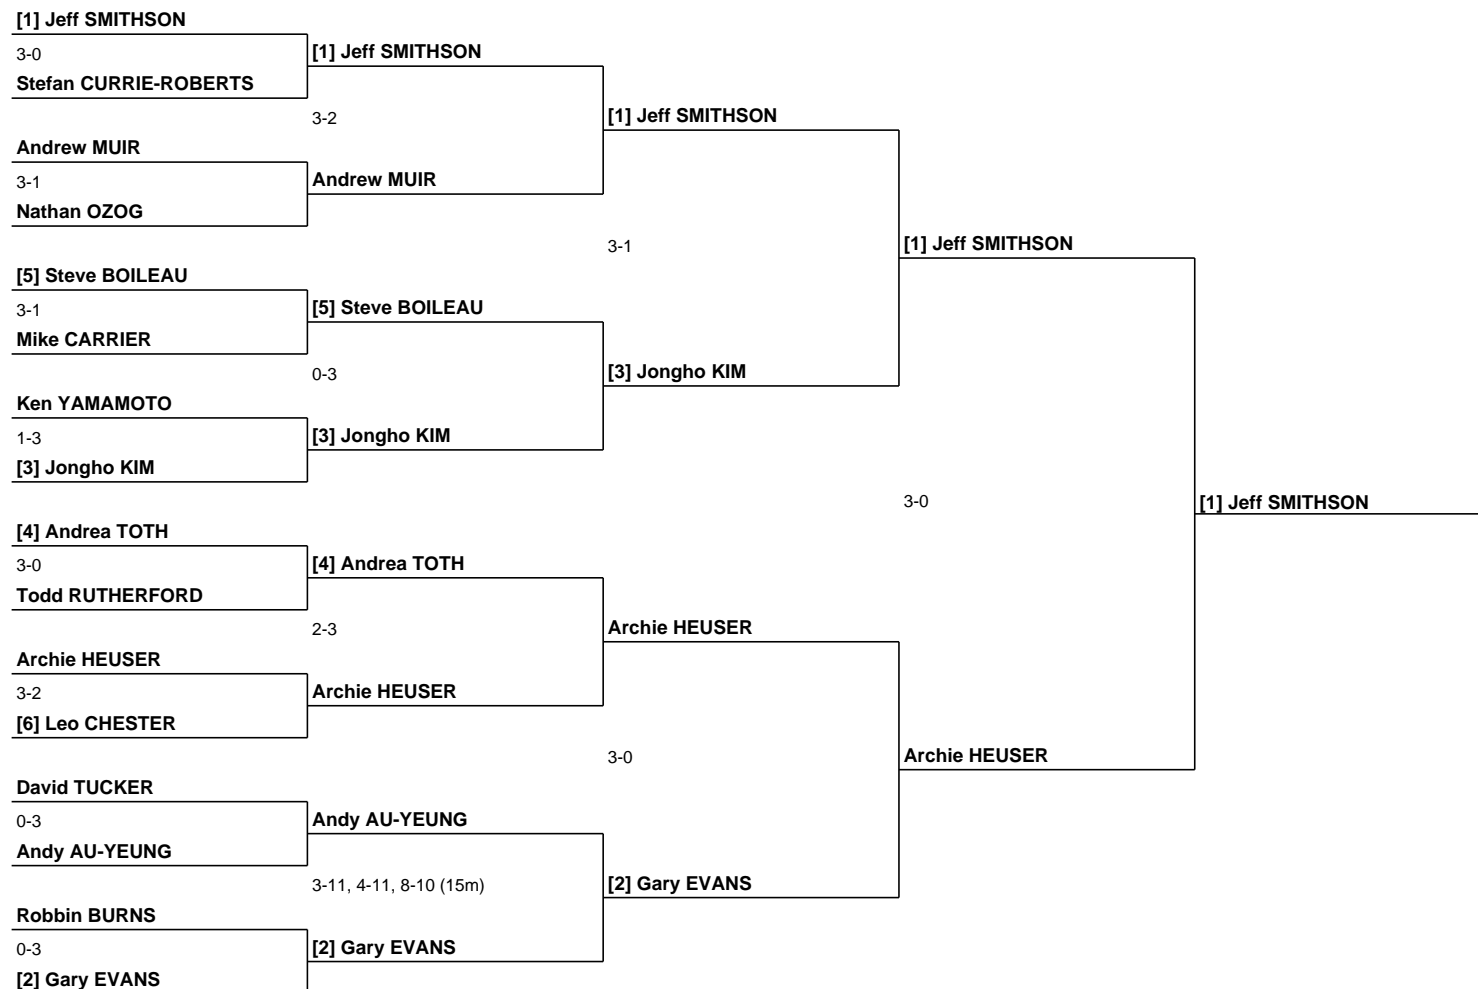 [1] Jeff SMITHSON
3-0
[1] Jeff SMITHSON
Stefan CURRIE-ROBERTS
3-2
[1] Jeff SMITHSON
Andrew MUIR
3-1
Andrew MUIR
Nathan OZOG
3-1
[1] Jeff SMITHSON
[5] Steve BOILEAU
3-1
[5] Steve BOILEAU
Mike CARRIER
0-3
[3] Jongho KIM
Ken YAMAMOTO
1-3
[3] Jongho KIM
[3] Jongho KIM
3-0
[1] Jeff SMITHSON
[4] Andrea TOTH
3-0
[4] Andrea TOTH
Todd RUTHERFORD
2-3
Archie HEUSER
Archie HEUSER
3-2
Archie HEUSER
[6] Leo CHESTER
3-0
Archie HEUSER
David TUCKER
0-3
Andy AU-YEUNG
Andy AU-YEUNG
3-11, 4-11, 8-10 (15m)
[2] Gary EVANS
Robbin BURNS
0-3
[2] Gary EVANS
[2] Gary EVANS